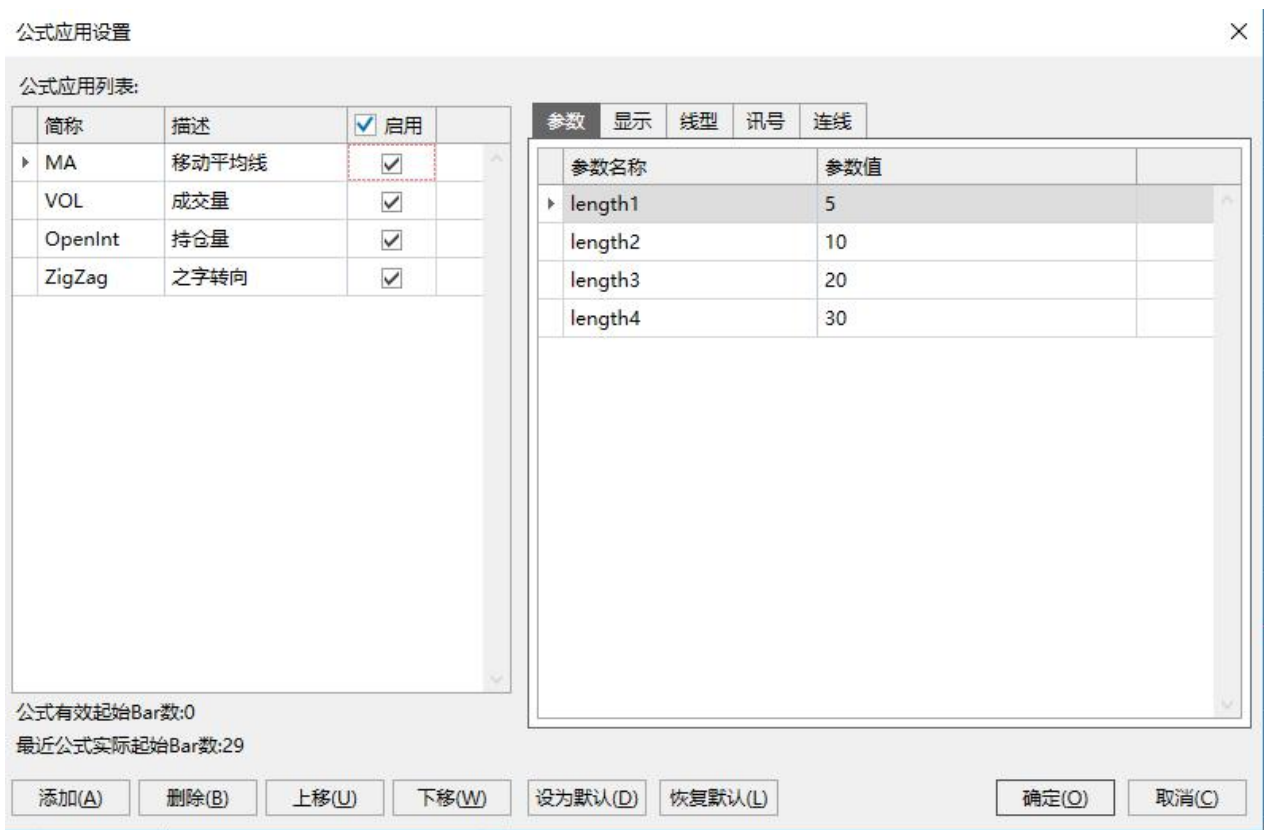 公式应用设置
公式应用列表:
简称 描述 启用
MA 移动平均线
VOL 成交量
OpenInt 持仓量
ZigZag 之字转向
公式有效起始Bar数:0
最近公式实际起始Bar数:29
参数 显示 线型 讯号 连线
参数名称 参数值
length1 5
length2 10
length3 20
length4 30
添加(A) 删除(B) 上移(U) 下移(W) 设为默认(D) 恢复默认(L) 确定(O) 取消(C)